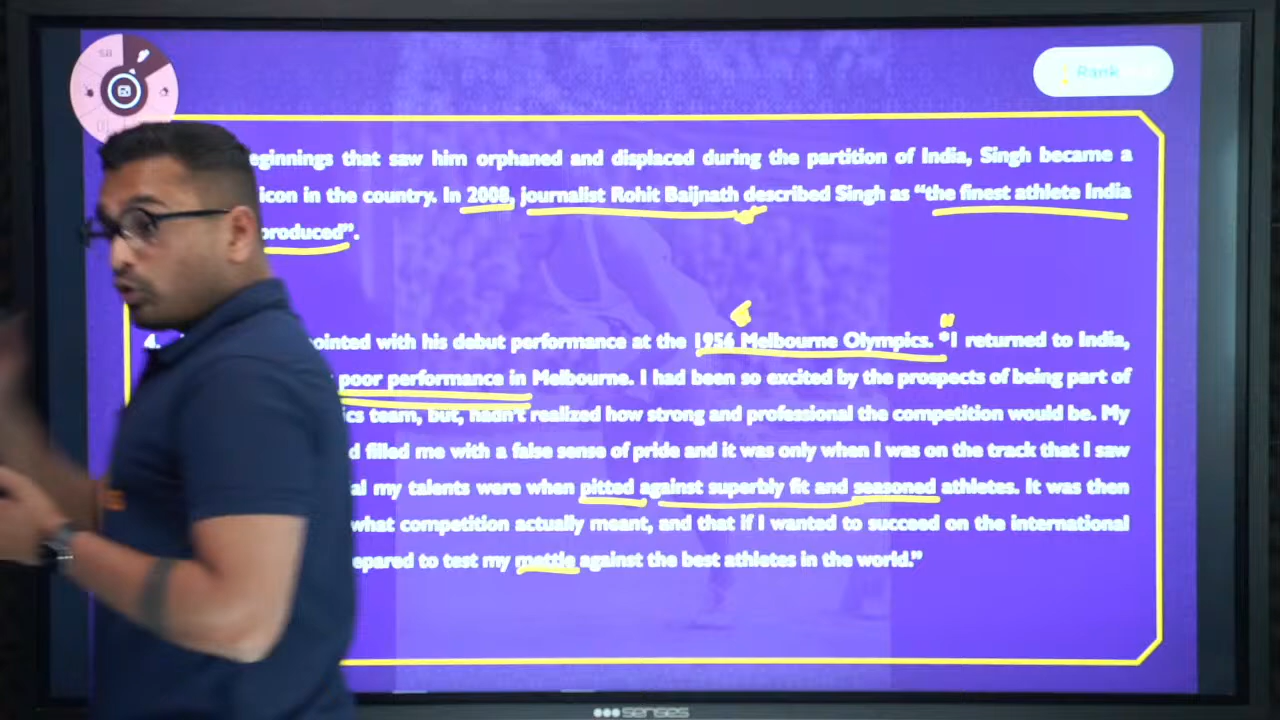 sa
Rank
eginnings that saw him orphaned and displaced during the partition of India, Singh became a
icon in the country. In 2008, journalist Rohit Baijnath described Singh as “the finest athlete India
produced”.
4. ointed with his debut performance at the 1956 Melbourne Olympics. "I returned to India,
poor performance in Melbourne. I had been so excited by the prospects of being part of
cs team, but, hadn't realized how strong and professional the competition would be. My
d filled me with a false sense of pride and it was only when I was on the track that I saw
al my talents were when pitted against superbly fit and seasoned athletes. It was then
what competition actually meant, and that if I wanted to succeed on the international
epared to test my mettle against the best athletes in the world.”
senses